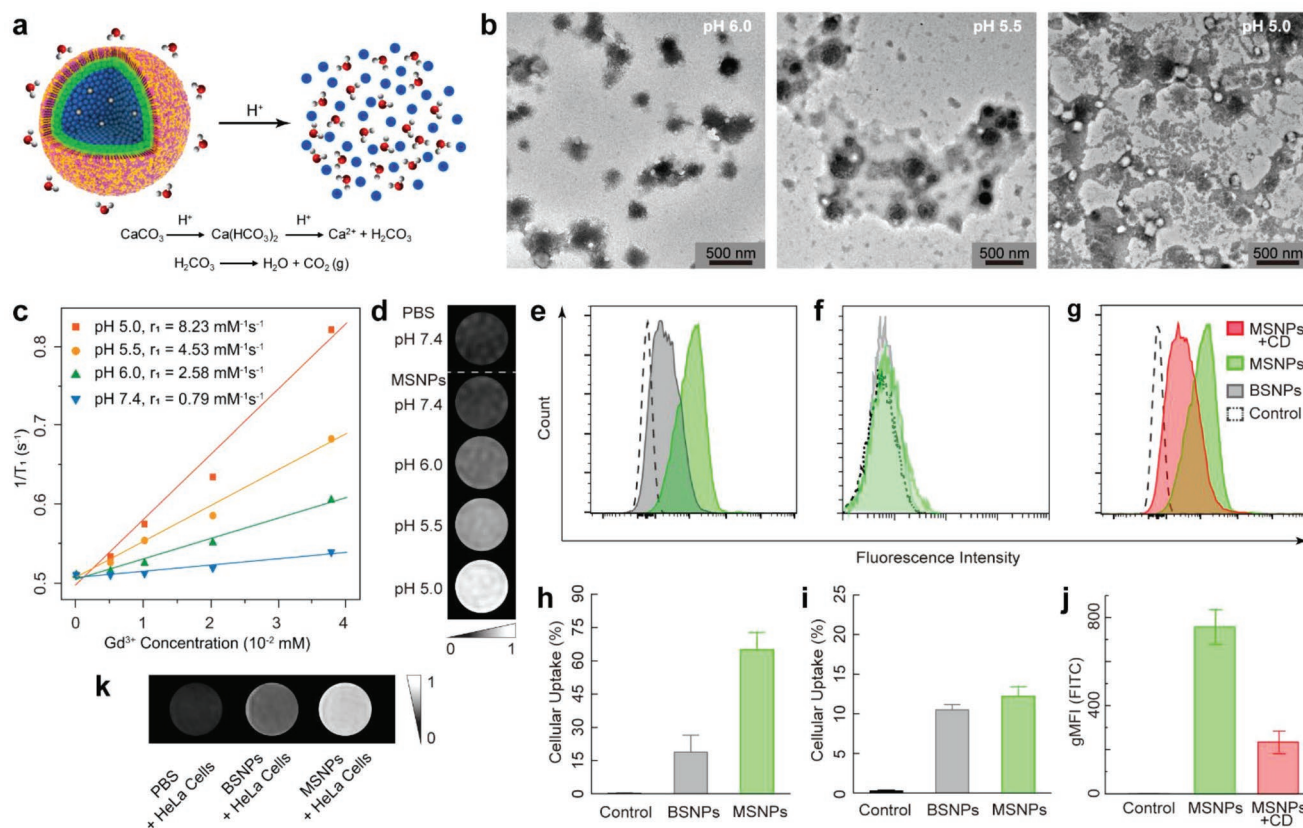 a
H⁺
CaCO₃ H⁺ Ca(HCO₃)₂ H⁺ Ca²⁺ + H₂CO₃
H₂CO₃ H₂O + CO₂ (g)
b
pH 6.0
500 nm
pH 5.5
500 nm
pH 5.0
500 nm
c
pH 5.0, r₁ = 8.23 mM⁻¹s⁻¹
pH 5.5, r₁ = 4.53 mM⁻¹s⁻¹
pH 6.0, r₁ = 2.58 mM⁻¹s⁻¹
pH 7.4, r₁ = 0.79 mM⁻¹s⁻¹
1/T₁ (s⁻¹)
0.8
0.7
0.6
0.5
0 1 2 3 4
Gd³⁺ Concentration (10⁻² mM)
d
PBS
pH 7.4
MSNPs
pH 7.4
pH 6.0
pH 5.5
pH 5.0
0 1
e
f
g
Count
Fluorescence Intensity
MSNPs
+CD
MSNPs
BSNPs
Control
h
Cellular Uptake (%)
90
75
60
45
30
15
0
Control BSNPs MSNPs
i
Cellular Uptake (%)
25
20
15
10
5
0
Control BSNPs MSNPs
j
gMFI (FITC)
800
400
0
Control MSNPs MSNPs
+CD
k
1
0
PBS
+ HeLa Cells
BSNPs
+ HeLa Cells
MSNPs
+ HeLa Cells